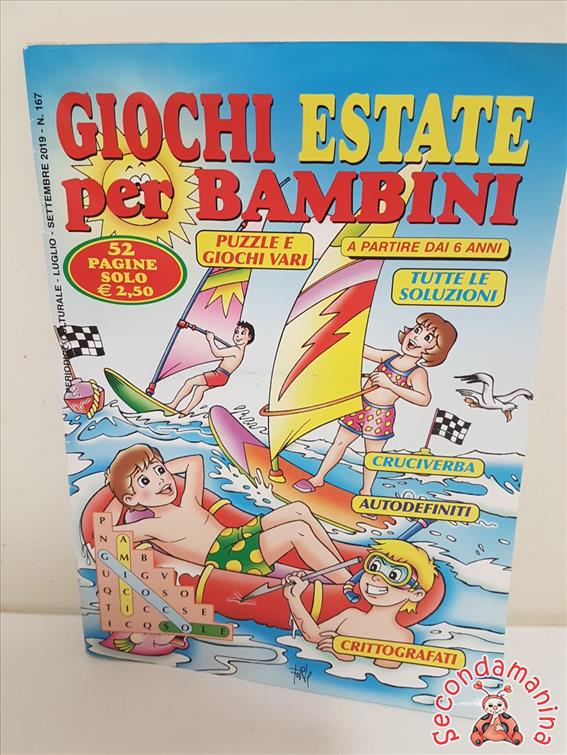 PERIODICO CULTURALE - LUGLIO - SETTEMBRE 2019 - N. 167
GIOCHI ESTATE
per BAMBINI
52
PAGINE
SOLO
€ 2,50
PUZZLE E
GIOCHI VARI
A PARTIRE DAI 6 ANNI
TUTTE LE
SOLUZIONI
CRUCIVERBA
AUTODEFINITI
CRITTOGRAFATI
AMICI
SOLE
secondamanina